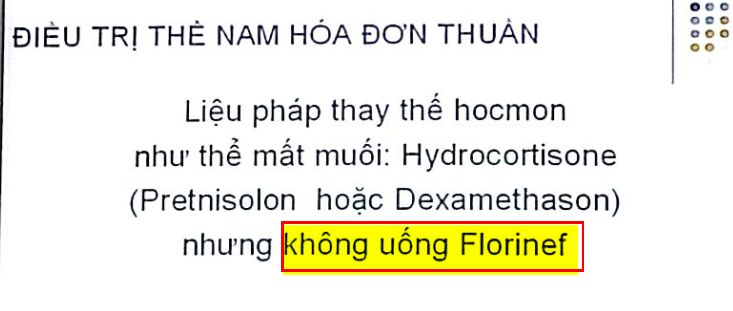 ĐIỀU TRỊ THỂ NAM HÓA ĐƠN THUẦN
Liệu pháp thay thế hocmon
như thể mất muối: Hydrocortisone
(Pretnisolon hoặc Dexamethason)
nhưng không uống Florinef